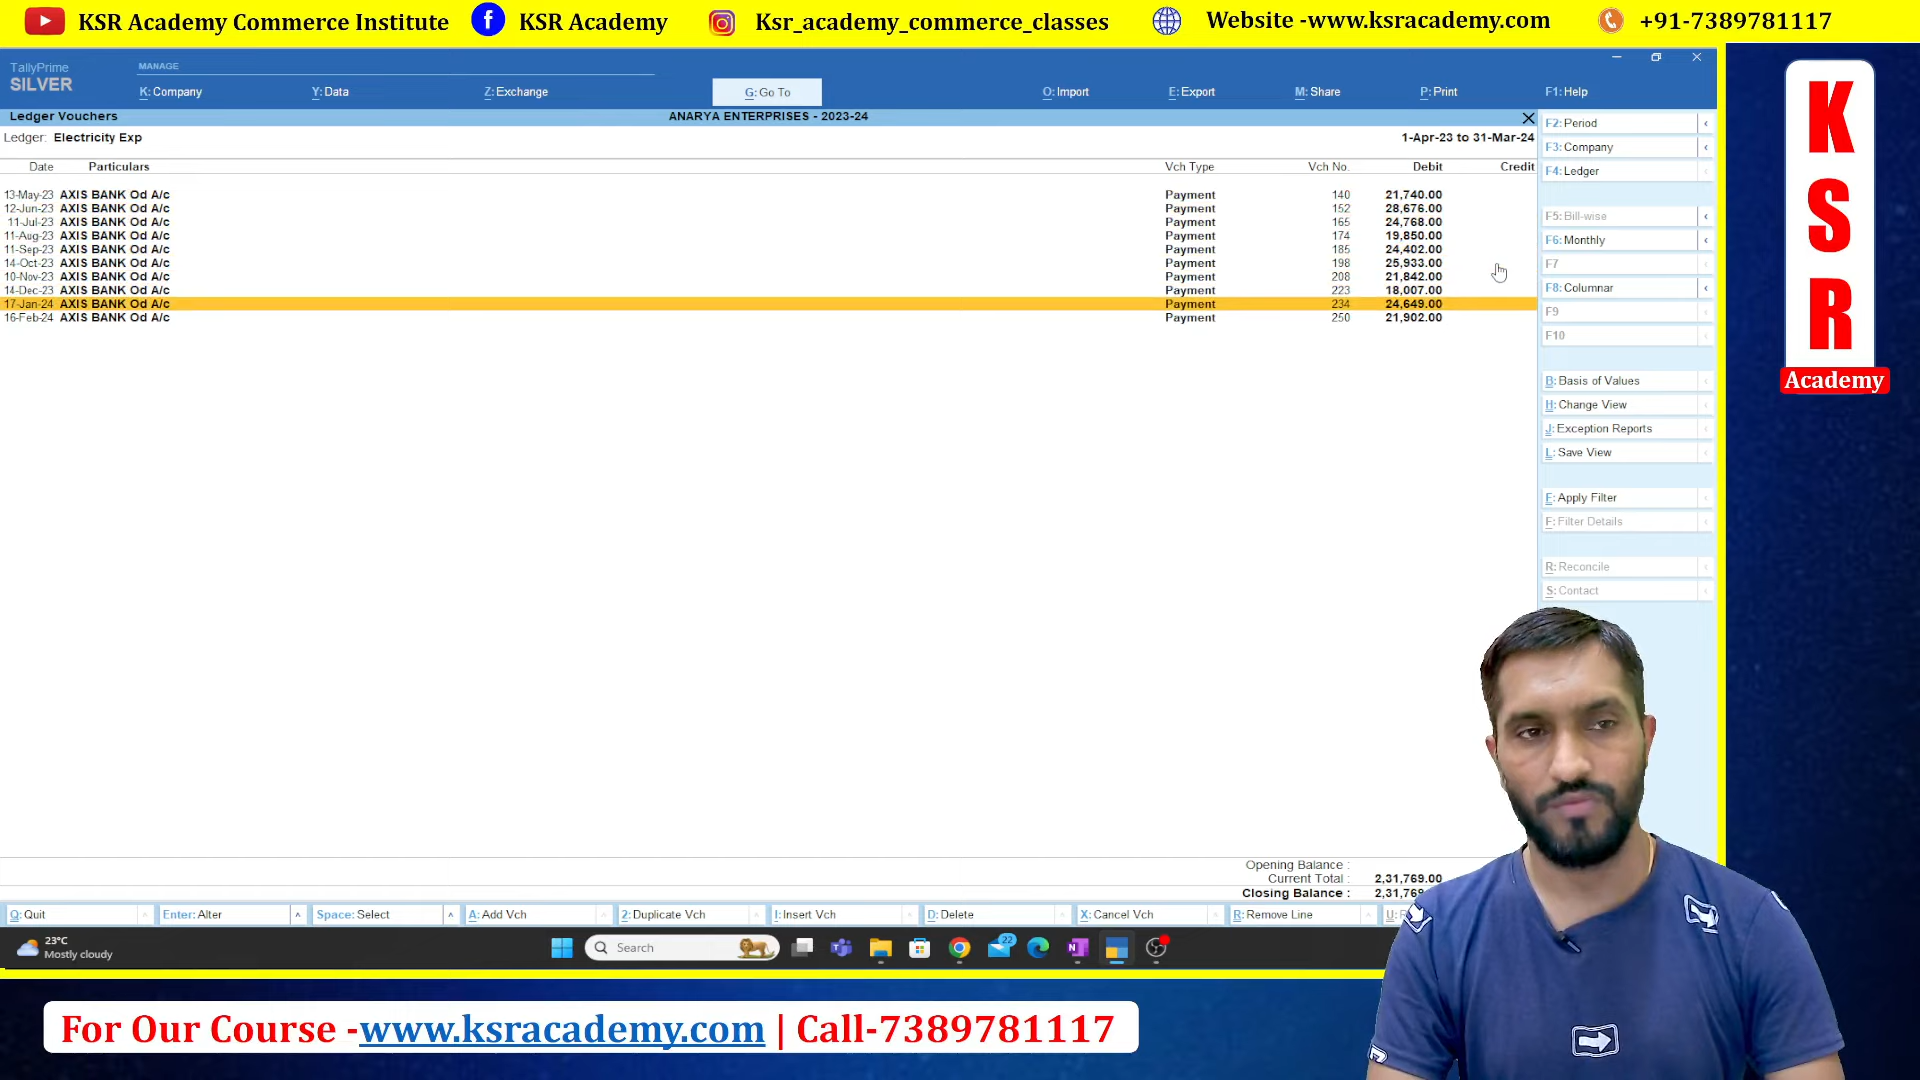 KSR Academy Commerce Institute KSR Academy Ksr_academy_commerce_classes Website -www.ksracademy.com +91-7389781117
TallyPrime
SILVER
MANAGE
K: Company Y: Data Z: Exchange G: Go To O: Import E: Export M: Share P: Print F1: Help
Ledger Vouchers ANARYA ENTERPRISES - 2023-24
Ledger: Electricity Exp 1-Apr-23 to 31-Mar-24
Date Particulars Vch Type Vch No. Debit Credit
13-May-23 AXIS BANK Od A/c Payment 140 21,740.00
12-Jun-23 AXIS BANK Od A/c Payment 152 28,676.00
11-Jul-23 AXIS BANK Od A/c Payment 165 24,768.00
11-Aug-23 AXIS BANK Od A/c Payment 174 19,850.00
11-Sep-23 AXIS BANK Od A/c Payment 185 24,402.00
14-Oct-23 AXIS BANK Od A/c Payment 198 25,933.00
10-Nov-23 AXIS BANK Od A/c Payment 208 21,842.00
14-Dec-23 AXIS BANK Od A/c Payment 223 18,007.00
17-Jan-24 AXIS BANK Od A/c Payment 234 24,649.00
16-Feb-24 AXIS BANK Od A/c Payment 250 21,902.00
Opening Balance :
Current Total : 2,31,769.00
Closing Balance : 2,31,769
F2: Period
F3: Company
F4: Ledger
F5: Bill-wise
F6: Monthly
F7
F8: Columnar
F9
F10
B: Basis of Values
H: Change View
J: Exception Reports
L: Save View
F: Apply Filter
F: Filter Details
R: Reconcile
S: Contact
Q: Quit Enter: Alter Space: Select A: Add Vch 2: Duplicate Vch I: Insert Vch D: Delete X: Cancel Vch R: Remove Line U:
23°C
Mostly cloudy
Search
22
K
S
R
Academy
For Our Course -www.ksracademy.com | Call-7389781117